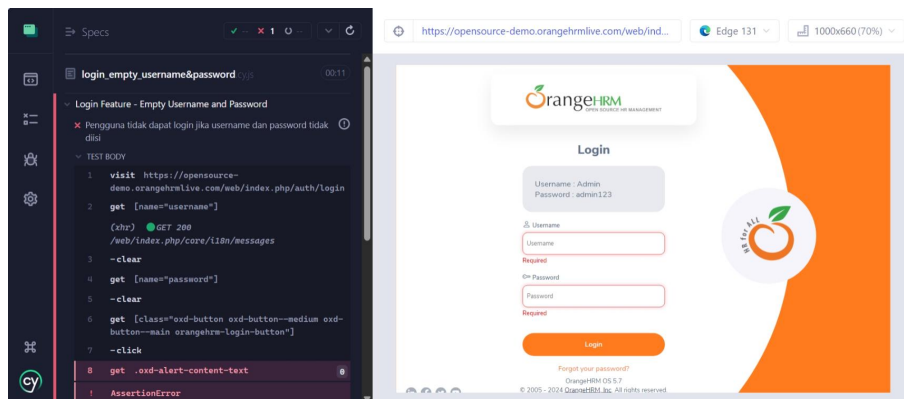 Specs
✓ -- ✕ 1 --
login_empty_username&password.cy.js 00:11
Login Feature - Empty Username and Password
Pengguna tidak dapat login jika username dan password tidak
diisi
TEST BODY
1 visit https://opensource-
demo.orangehrmlive.com/web/index.php/auth/login
2 get [name="username"]
(xhr) GET 200
/web/index.php/core/i18n/messages
3 -clear
4 get [name="password"]
5 -clear
6 get [class="oxd-button oxd-button--medium oxd-
button--main orangehrm-login-button"]
7 -click
8 get .oxd-alert-content-text 0
! AssertionError
cy
https://opensource-demo.orangehrmlive.com/web/ind...
Edge 131
1000x660 (70%)
OrangeHRM
OPEN SOURCE HR MANAGEMENT
Login
Username : Admin
Password : admin123
Username
Username
Required
Password
Password
Required
Login
Forgot your password?
OrangeHRM OS 5.7
© 2005 - 2024 OrangeHRM, Inc. All rights reserved.
HR for ALL